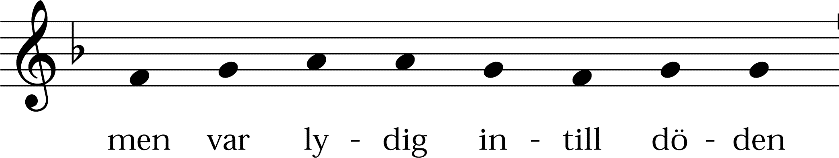 men var ly - dig in - till dö - den